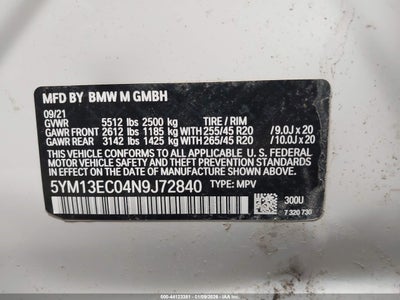 MFD BY BMW M GMBH
09/21
GVWR 5512 lbs 2500 kg TIRE / RIM
GAWR FRONT 2612 lbs 1185 kg WITH 255/45 R20 /9.0J x 20
GAWR REAR 3142 lbs 1425 kg WITH 265/45 R20 /10.0J x 20
THIS VEHICLE CONFORMS TO ALL APPLICABLE U.S. FEDERAL
MOTOR VEHICLE SAFETY, BUMPER, AND THEFT PREVENTION
STANDARDS IN EFFECT ON THE DATE OF MANUFACTURE SHOWN ABOVE.
5YM13EC04N9J72840 TYPE: MPV
300U
7 320 730